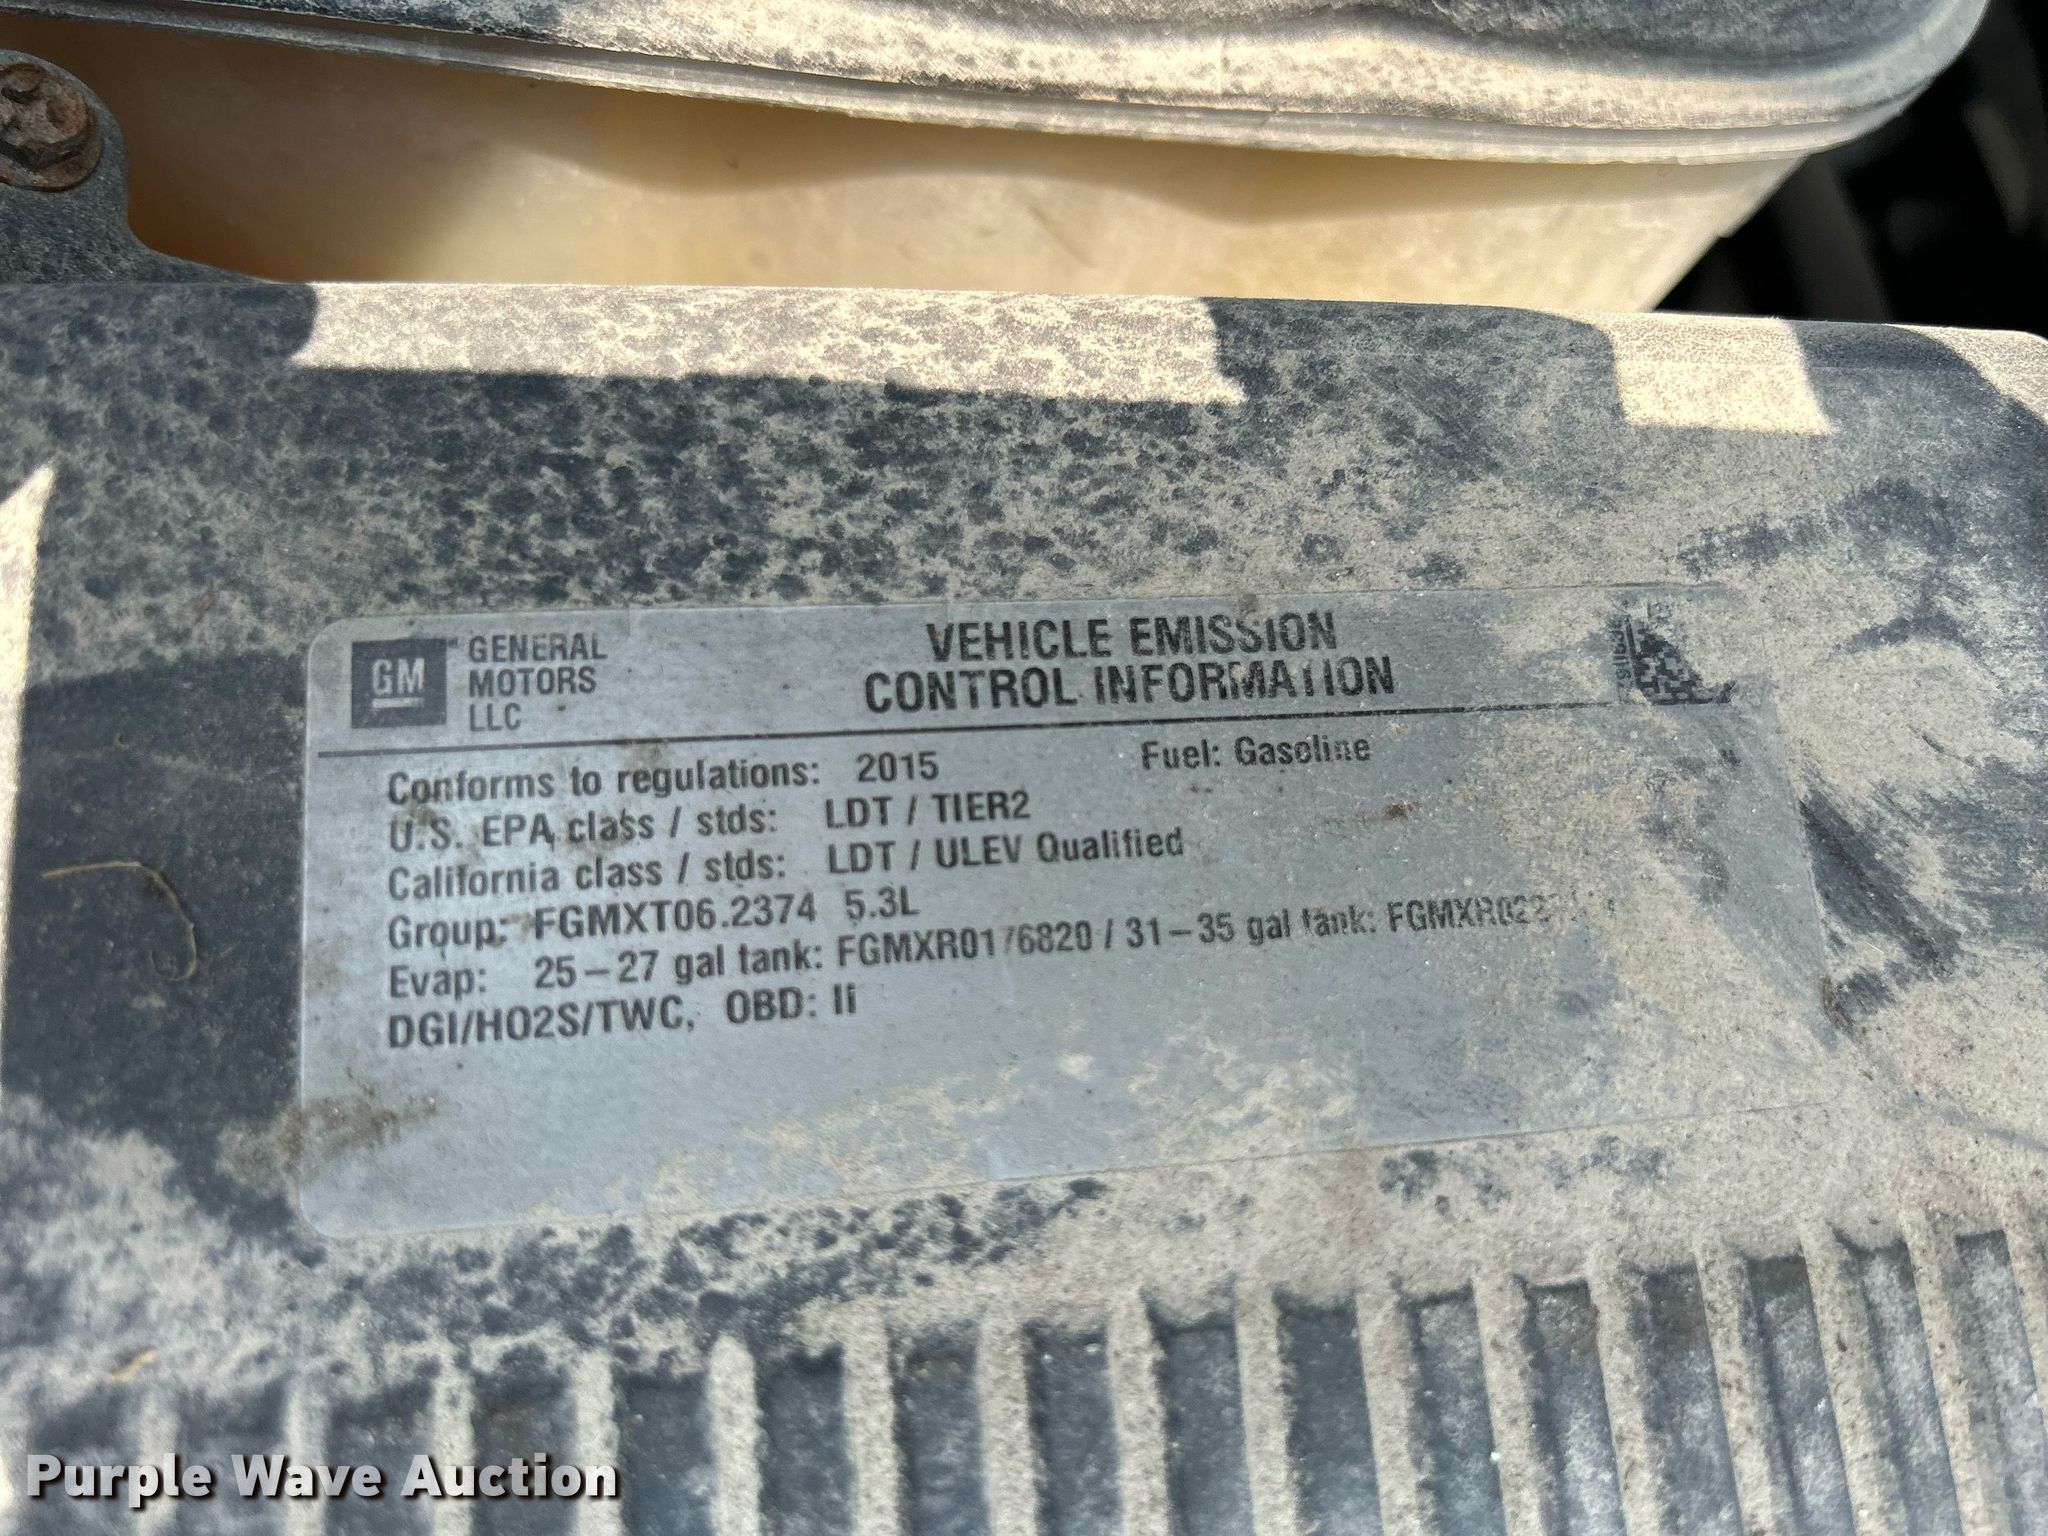 GM GENERAL
MOTORS
LLC
VEHICLE EMISSION
CONTROL INFORMATION
Conforms to regulations: 2015 Fuel: Gasoline
U.S. EPA class / stds: LDT / TIER2
California class / stds: LDT / ULEV Qualified
Group: FGMXT06.2374 5.3L
Evap: 25–27 gal tank: FGMXR0176820 / 31–35 gal tank:
DGI/HO2S/TWC, OBD: II
Purple Wave Auction